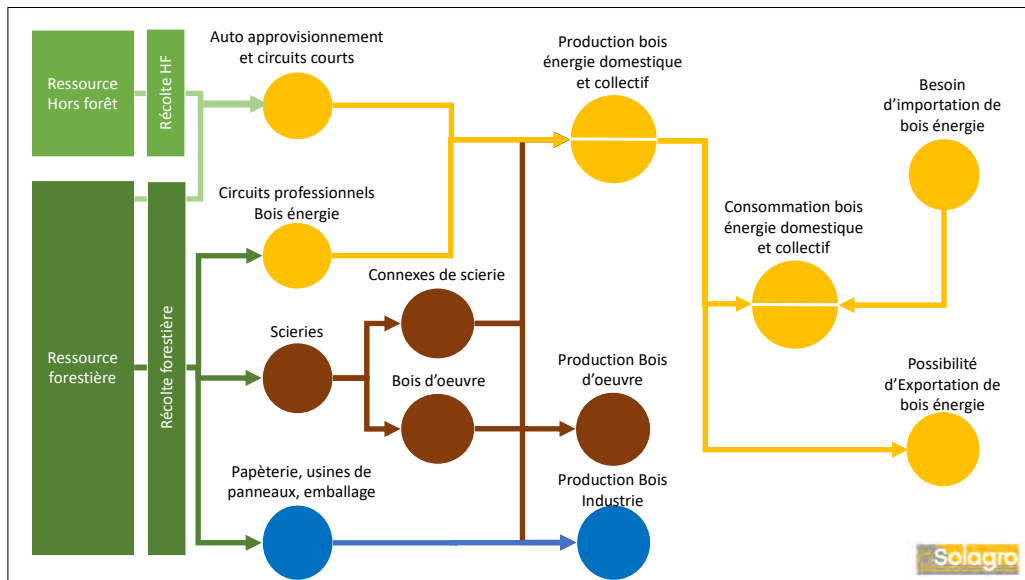 Ressource
Hors forêt
Récolte HF
Auto approvisionnement
et circuits courts
Production bois
énergie domestique
et collectif
Besoin
d'importation de
bois énergie
Circuits professionnels
Bois énergie
Consommation bois
énergie domestique
et collectif
Connexes de scierie
Ressource
forestière
Récolte forestière
Scieries
Bois d'oeuvre
Production Bois
d'oeuvre
Possibilité
d'Exportation de
bois énergie
Papèterie, usines de
panneaux, emballage
Production Bois
Industrie
Solagro